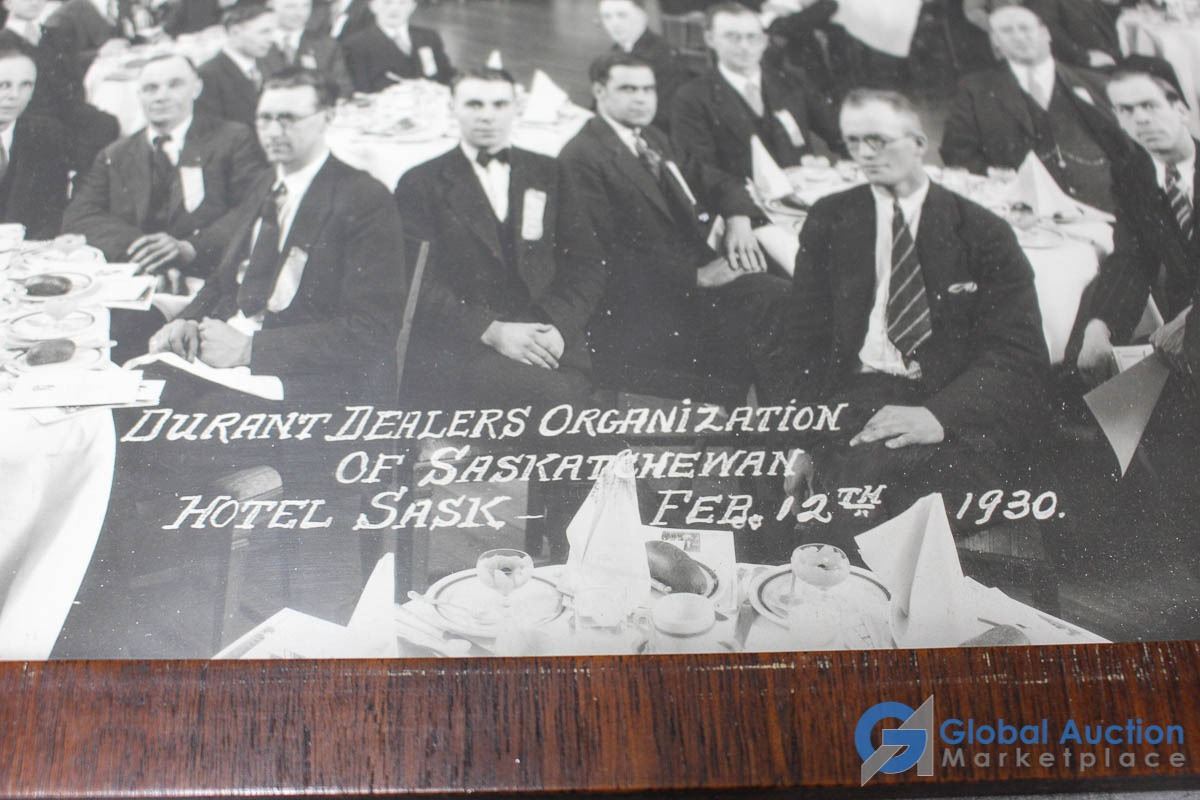 DURANT DEALERS ORGANiZATiON
OF SASKATCHEWAN
HOTEL SASK - FEB. 12TH 1930.
Global Auction
Marketplace